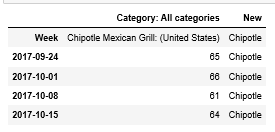 Category: All categories New
Week Chipotle Mexican Grill: (United States) Chipotle
2017-09-24 65 Chipotle
2017-10-01 66 Chipotle
2017-10-08 61 Chipotle
2017-10-15 64 Chipotle